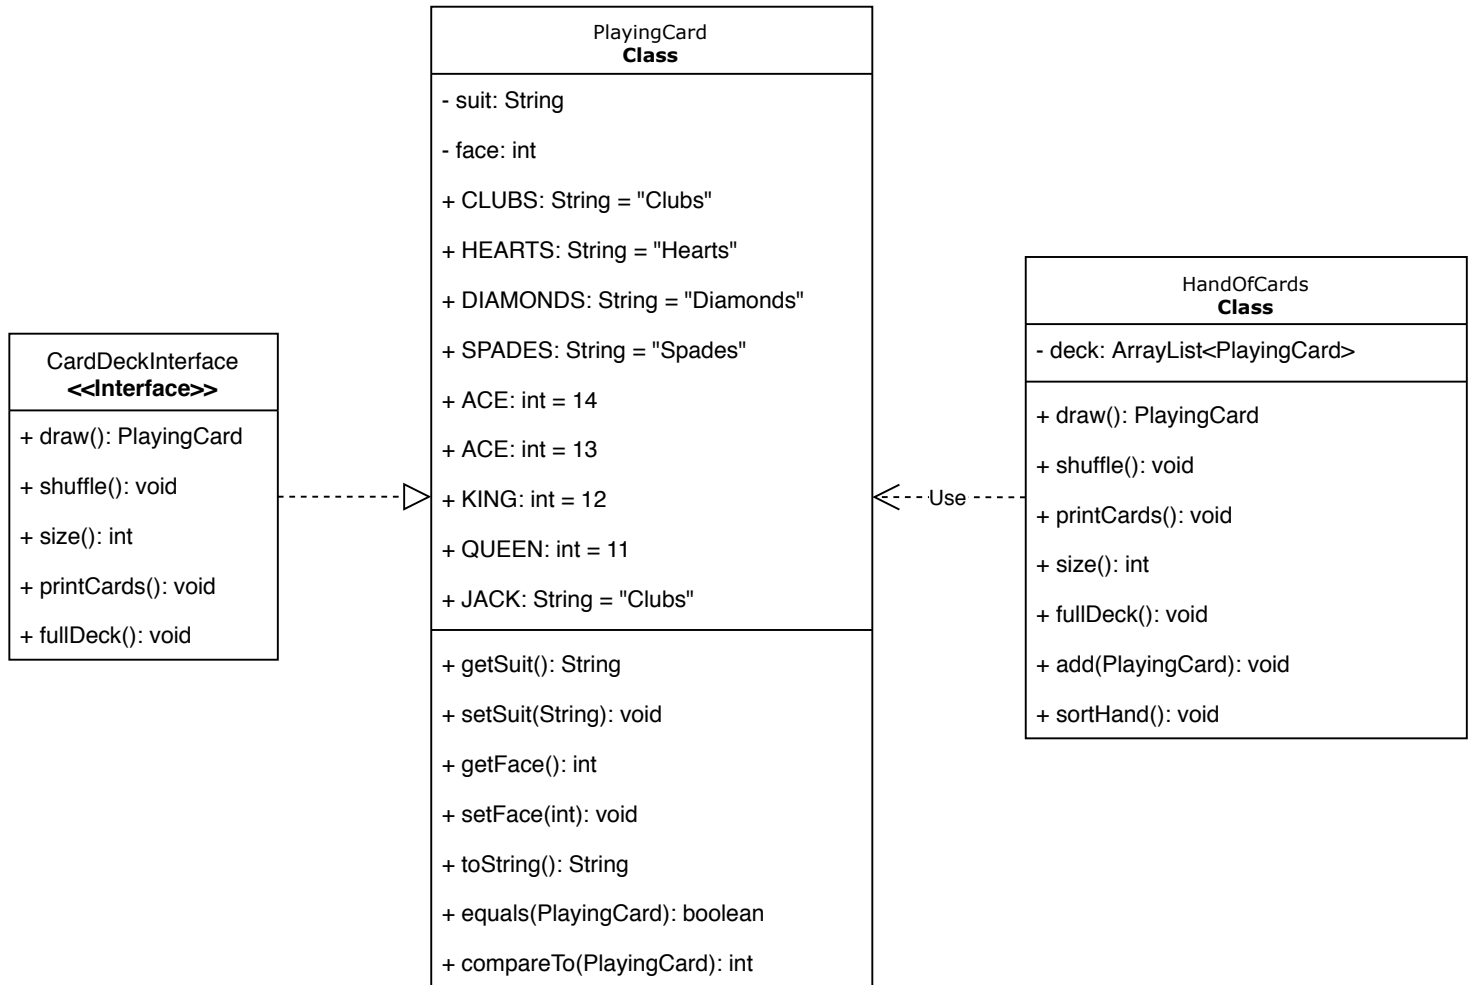 PlayingCard
Class
- suit: String
- face: int
+ CLUBS: String = "Clubs"
+ HEARTS: String = "Hearts"
+ DIAMONDS: String = "Diamonds"
+ SPADES: String = "Spades"
+ ACE: int = 14
+ ACE: int = 13
+ KING: int = 12
+ QUEEN: int = 11
+ JACK: String = "Clubs"
+ getSuit(): String
+ setSuit(String): void
+ getFace(): int
+ setFace(int): void
+ toString(): String
+ equals(PlayingCard): boolean
+ compareTo(PlayingCard): int
CardDeckInterface
<<Interface>>
+ draw(): PlayingCard
+ shuffle(): void
+ size(): int
+ printCards(): void
+ fullDeck(): void
Use
HandOfCards
Class
- deck: ArrayList<PlayingCard>
+ draw(): PlayingCard
+ shuffle(): void
+ printCards(): void
+ size(): int
+ fullDeck(): void
+ add(PlayingCard): void
+ sortHand(): void